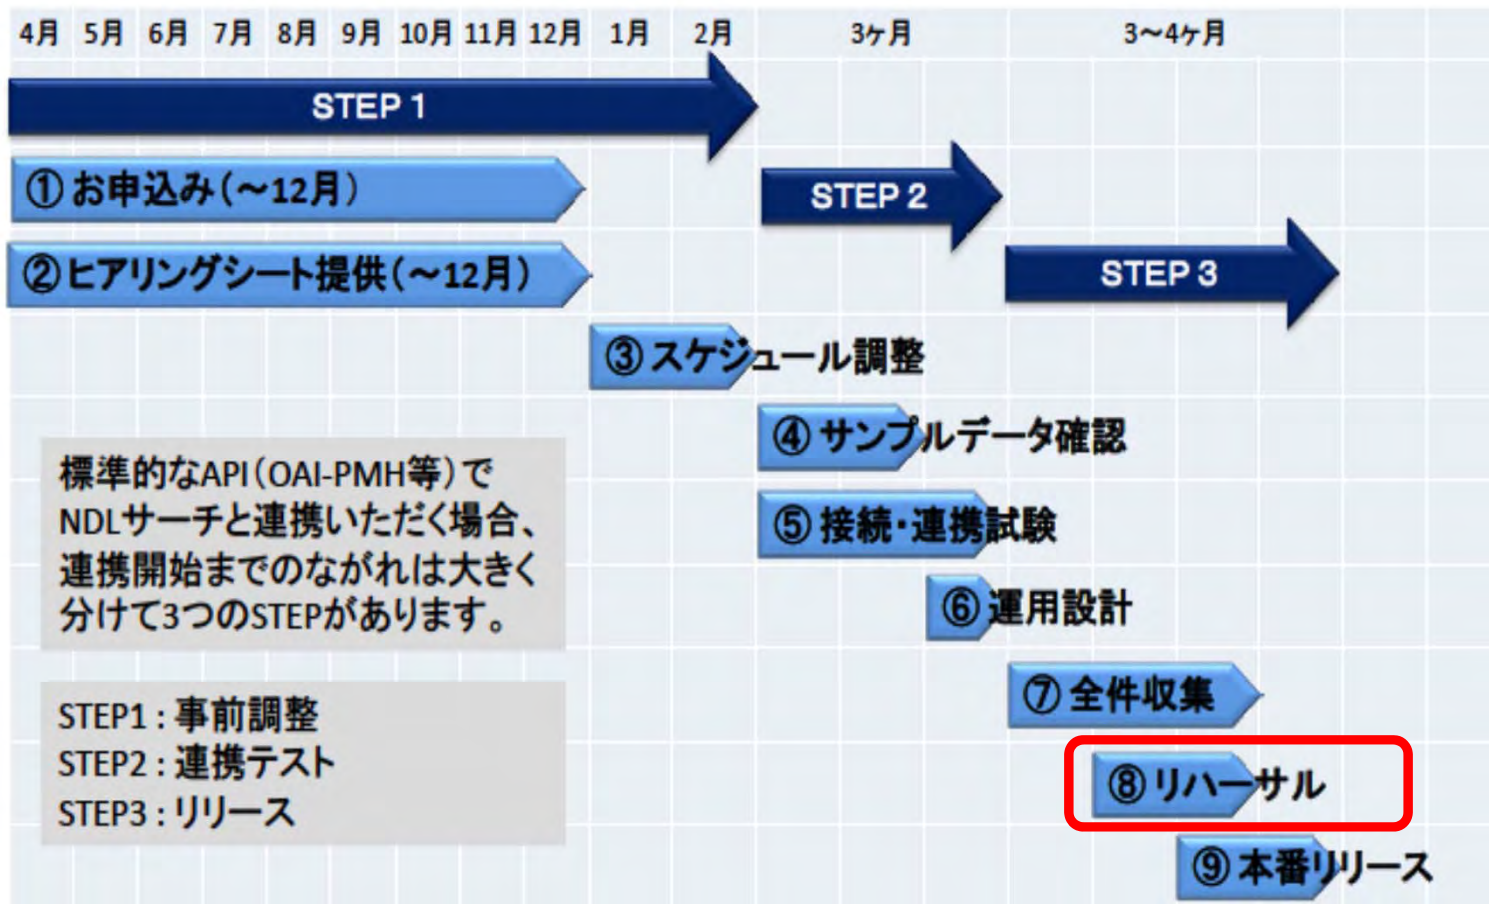 4月 5月 6月 7月 8月 9月 10月 11月 12月 1月 2月 3ヶ月 3～4ヶ月
STEP 1
①お申込み(～12月)
STEP 2
②ヒアリングシート提供(～12月)
STEP 3
③スケジュール調整
④サンプルデータ確認
標準的なAPI(OAI-PMH等)で
NDLサーチと連携いただく場合、
連携開始までのながれは大きく
分けて3つのSTEPがあります。
⑤接続・連携試験
⑥運用設計
⑦全件収集
STEP1 : 事前調整
STEP2 : 連携テスト
STEP3 : リリース
⑧リハーサル
⑨本番リリース